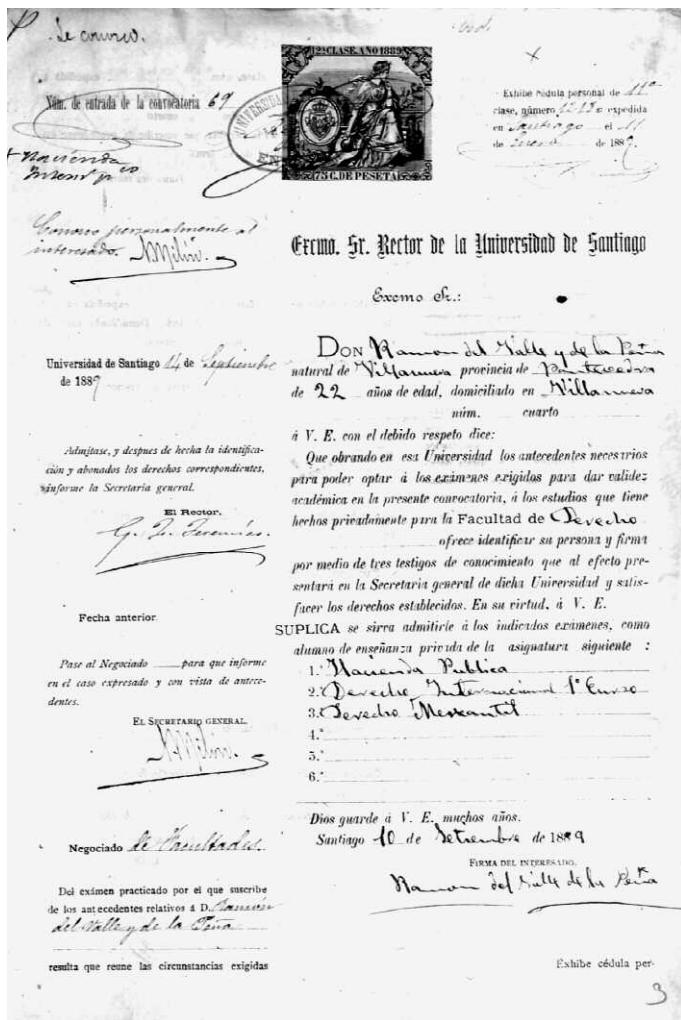 Se conozco.
Núm. de entrada de la convocatoria 69
Hacienda
Intern.l p.co
Conozco personalmente al
interesado. A Milón.
Universidad de Santiago 14 de Septiembre
de 1889
Admítase, y despues de hecha la identifica-
ción y abonados los derechos correspondientes,
informe la Secretaria general.
El Rector.
Fecha anterior.
Pase al Negociado para que informe
en el caso expresado y con vista de antece-
dentes.
EL SECRETARIO GENERAL.
A Milón.
Negociado de Facultades.
Del exámen practicado por el que suscribe
de los antecedentes relativos á D. Ramón
del Valle y de la Peña
resulta que reune las circunstancias exigidas
12ª CLASE. AÑO 1889
UNIVERSIDAD
75 C. DE PESETA
Exhibe cédula personal de 11ª
clase, número expedida
en Santiago el 11
de Enero de 1889
Excmo. Sr. Rector de la Universidad de Santiago
Excmo Sr.:
DON Ramon del Valle y de la Peña
natural de Villanueva provincia de Pontevedra
de 22 años de edad, domiciliado en Villanueva
núm. cuarto
á V. E. con el debido respeto dice:
Que obrando en esa Universidad los antecedentes necesarios
para poder optar á los exámenes exigidos para dar validez
académica en la presente convocatoria, á los estudios que tiene
hechos privadamente para la Facultad de Derecho
ofrece identificar su persona y firma
por medio de tres testigos de conocimiento que al efecto pre-
sentará en la Secretaria general de dicha Universidad y satis-
facer los derechos establecidos. En su virtud, á V. E.
SUPLICA se sirva admitirle á los indicados exámenes, como
alumno de enseñanza privada de la asignatura siguiente :
1.ª Hacienda Publica
2.ª Derecho Internacional 1º Curso
3.ª Derecho Mercantil
4.ª
5.ª
6.ª
Dios guarde á V. E. muchos años.
Santiago 10 de Setiembre de 1889
FIRMA DEL INTERESADO,
Ramon del Valle de la Peña
Exhibe cédula per-
3